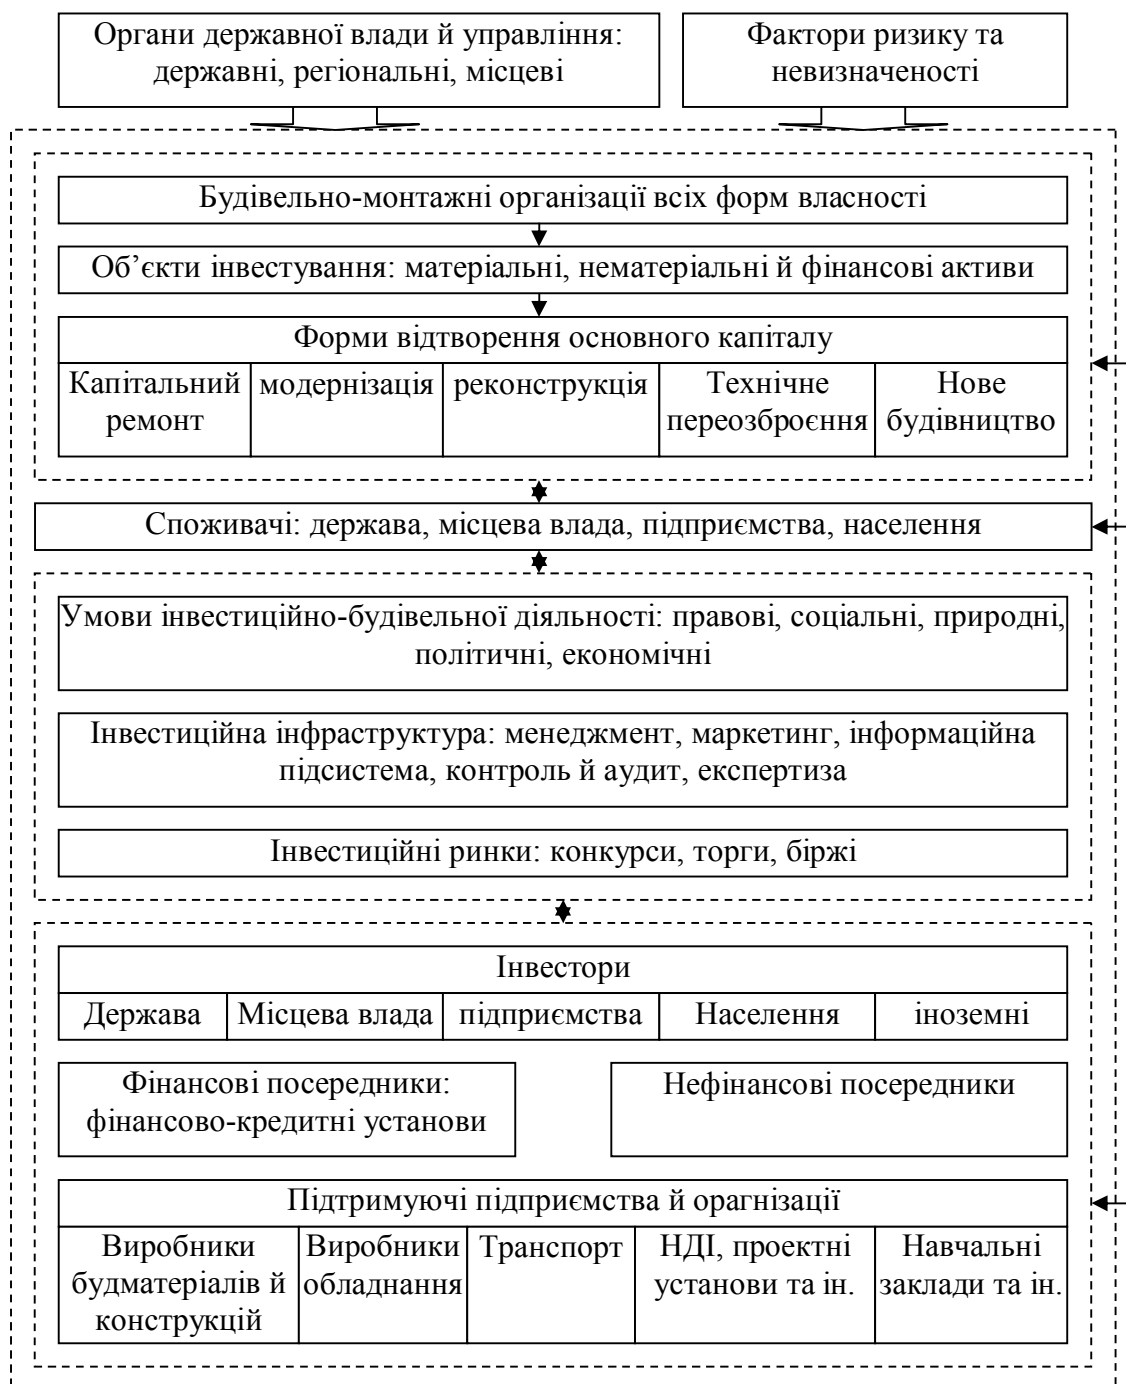 Органи державної влади й управління:
державні, регіональні, місцеві
Фактори ризику та
невизначеності
Будівельно-монтажні організації всіх форм власності
Об’єкти інвестування: матеріальні, нематеріальні й фінансові активи
Форми відтворення основного капіталу
Капітальний
ремонт
модернізація
реконструкція
Технічне
переозброєння
Нове
будівництво
Споживачі: держава, місцева влада, підприємства, населення
Умови інвестиційно-будівельної діяльності: правові, соціальні, природні,
політичні, економічні
Інвестиційна інфраструктура: менеджмент, маркетинг, інформаційна
підсистема, контроль й аудит, експертиза
Інвестиційні ринки: конкурси, торги, біржі
Інвестори
Держава
Місцева влада
підприємства
Населення
іноземні
Фінансові посередники:
фінансово-кредитні установи
Нефінансові посередники
Підтримуючі підприємства й орагнізації
Виробники
будматеріалів й
конструкцій
Виробники
обладнання
Транспорт
НДІ, проектні
установи та ін.
Навчальні
заклади та ін.